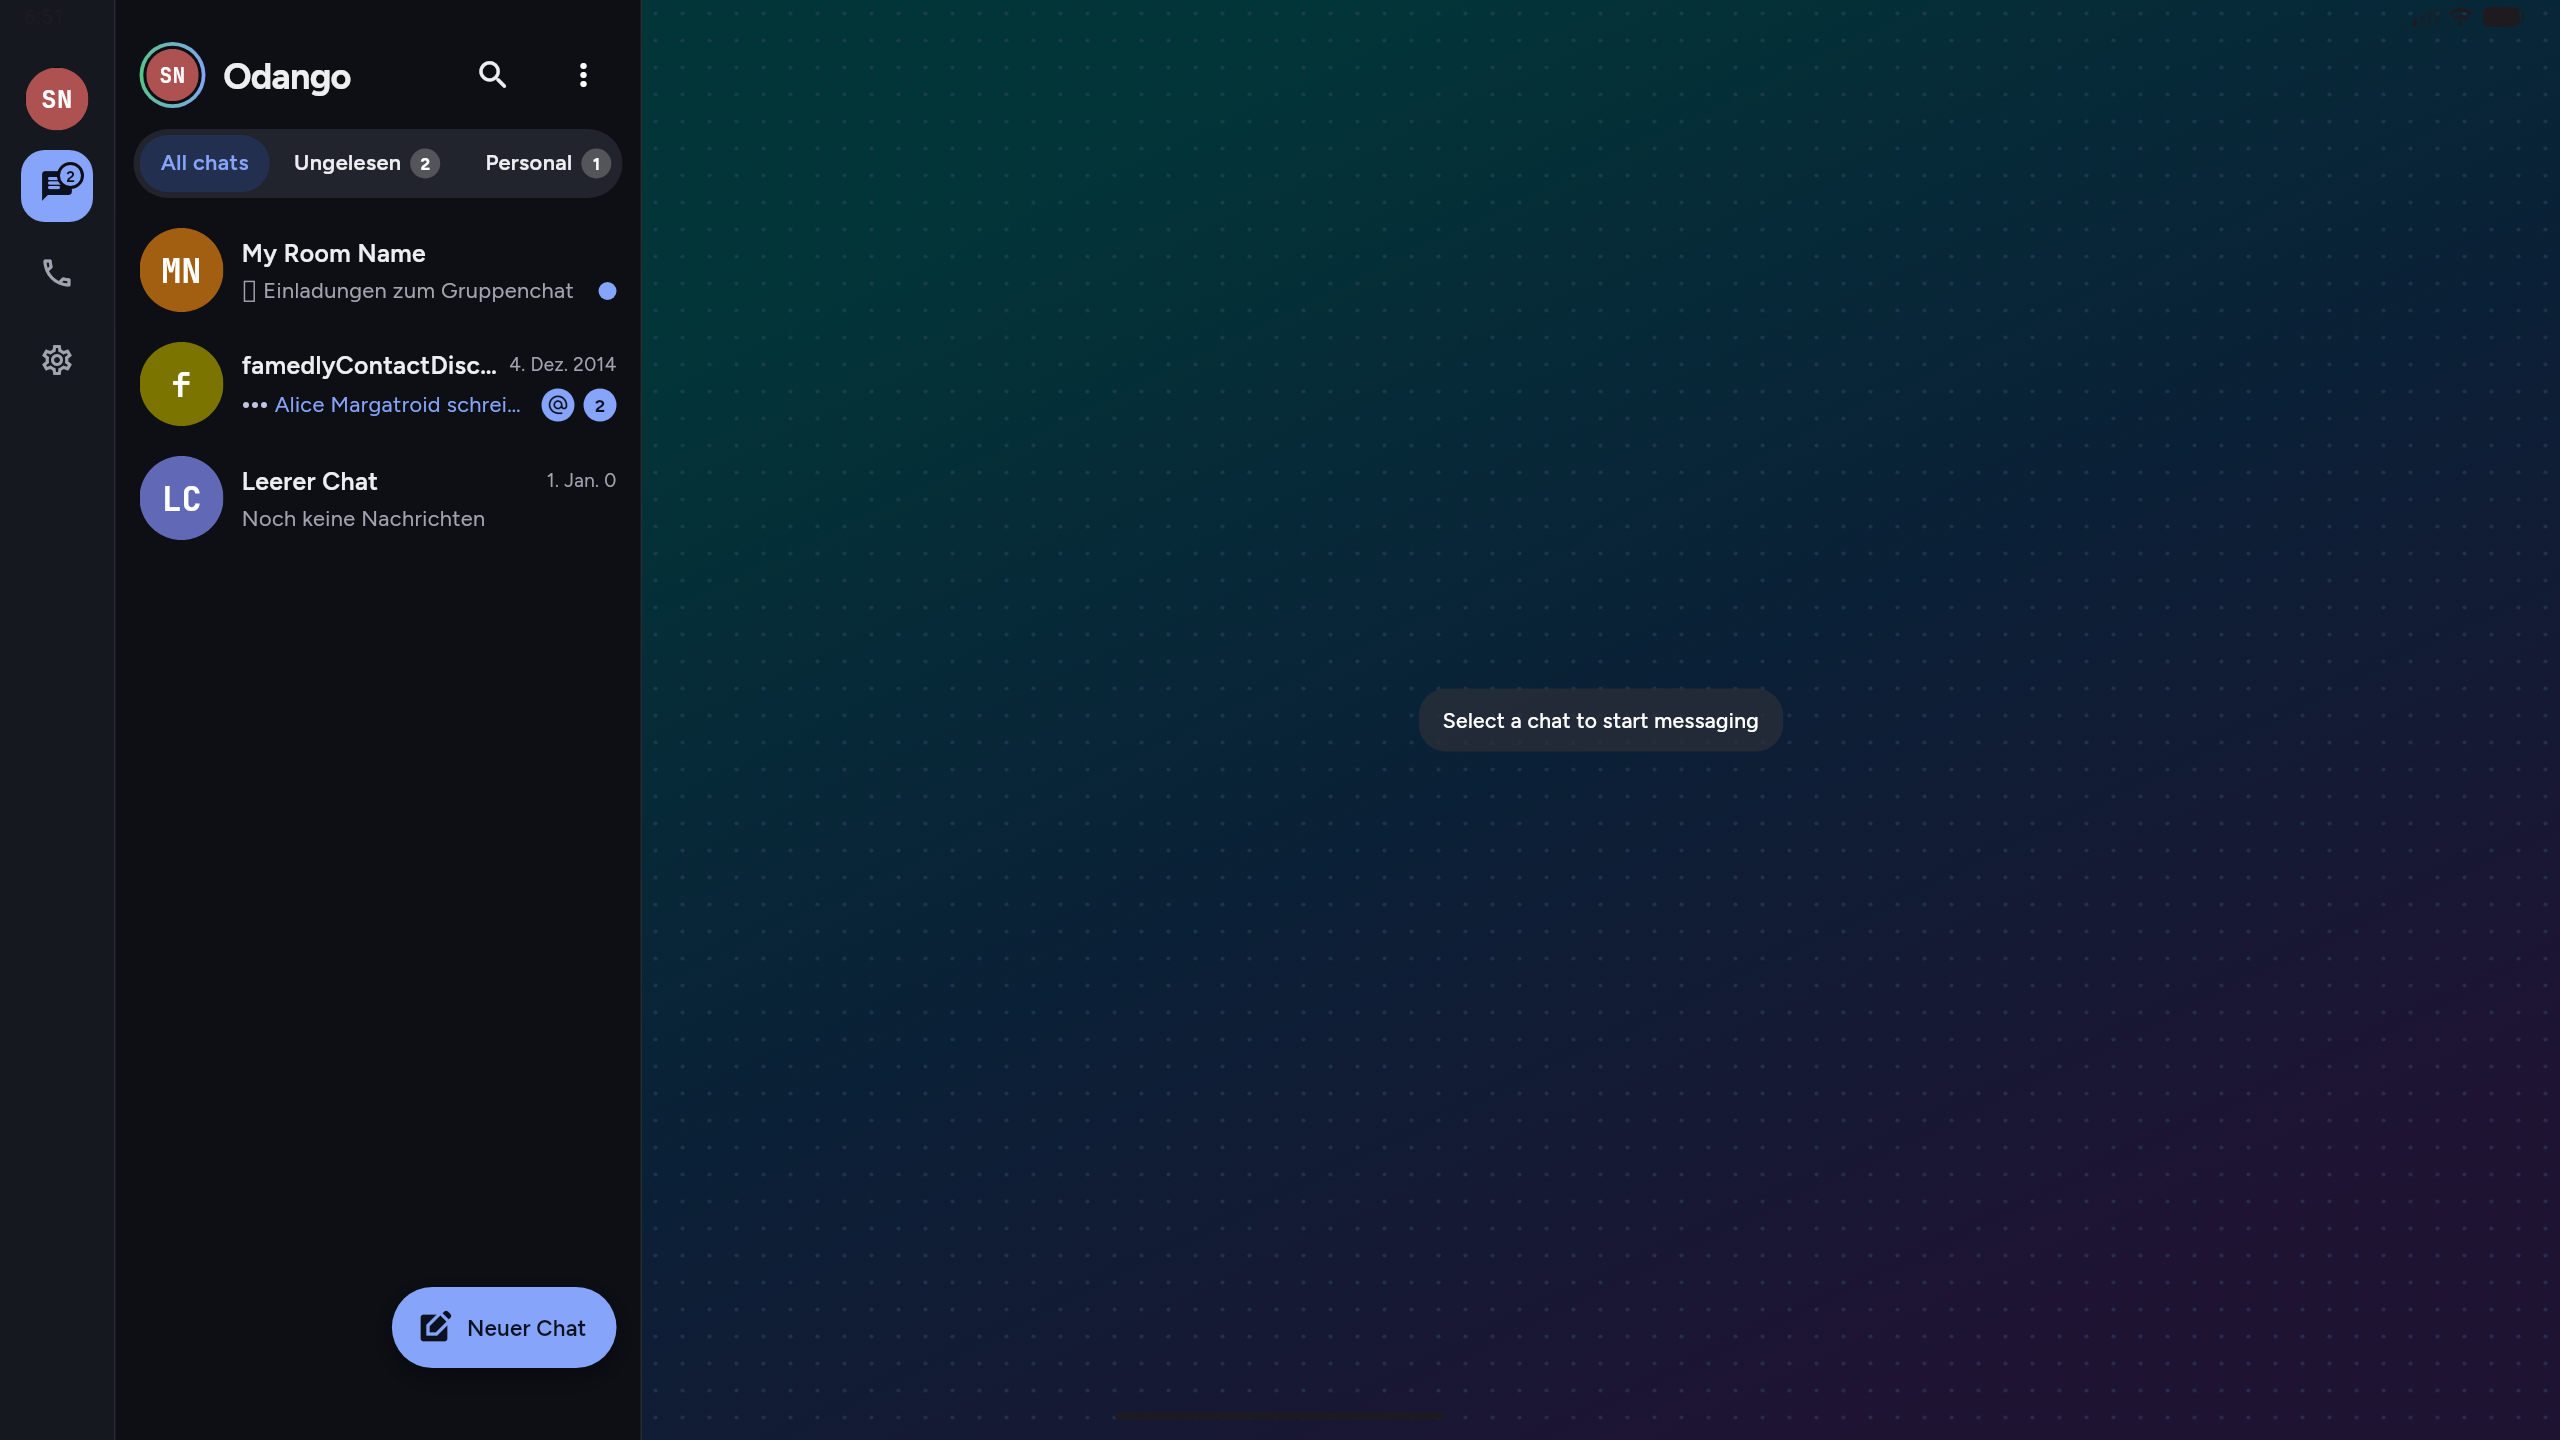 SN
2
SN
Odango
All chats
Ungelesen 2
Personal 1
MN
My Room Name
Einladungen zum Gruppenchat
f
famedlyContactDisc...
4. Dez. 2014
••• Alice Margatroid schrei...
@ 2
LC
Leerer Chat
1. Jan. 0
Noch keine Nachrichten
Select a chat to start messaging
Neuer Chat